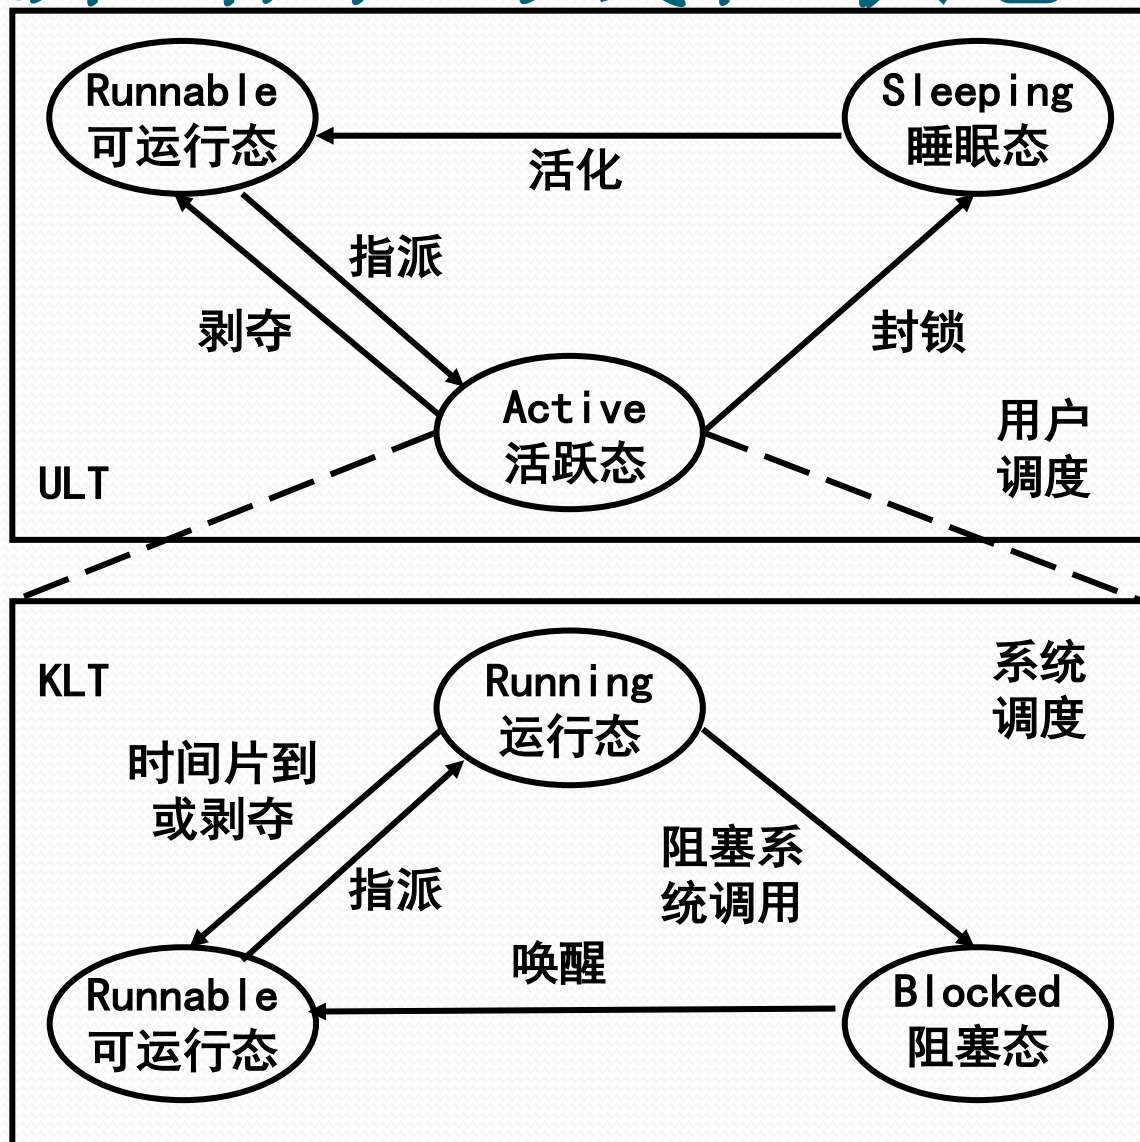 Runnable
可运行态
Sleeping
睡眠态
活化
指派
剥夺
封锁
Active
活跃态
用户
调度
ULT
KLT
Running
运行态
系统
调度
时间片到
或剥夺
阻塞系
统调用
指派
唤醒
Runnable
可运行态
Blocked
阻塞态